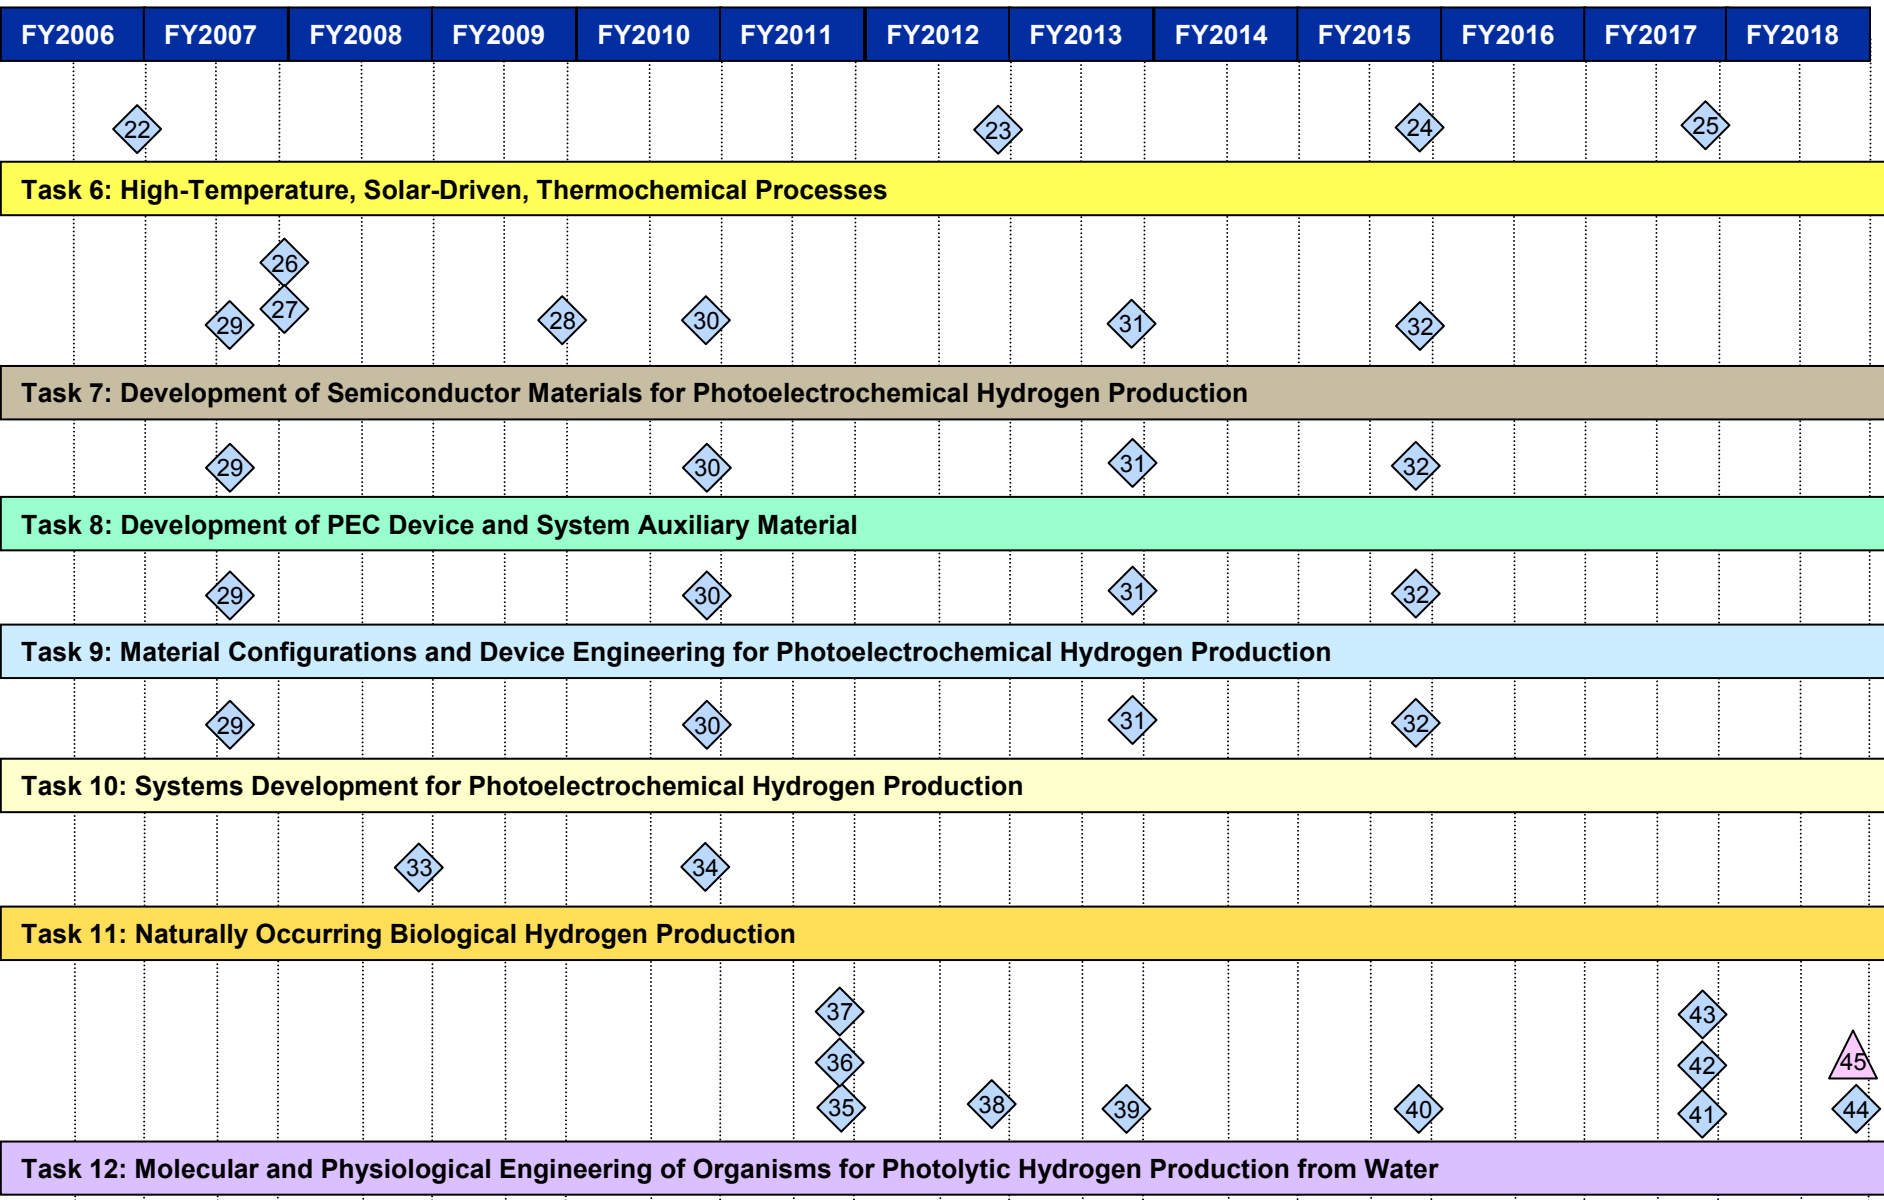 FY2006 FY2007 FY2008 FY2009 FY2010 FY2011 FY2012 FY2013 FY2014 FY2015 FY2016 FY2017 FY2018
22 23 24 25
Task 6: High-Temperature, Solar-Driven, Thermochemical Processes
26
27
29 28 30 31 32
Task 7: Development of Semiconductor Materials for Photoelectrochemical Hydrogen Production
29 30 31 32
Task 8: Development of PEC Device and System Auxiliary Material
29 30 31 32
Task 9: Material Configurations and Device Engineering for Photoelectrochemical Hydrogen Production
29 30 31 32
Task 10: Systems Development for Photoelectrochemical Hydrogen Production
33 34
Task 11: Naturally Occurring Biological Hydrogen Production
37 43
36 42 45
35 38 39 40 41 44
Task 12: Molecular and Physiological Engineering of Organisms for Photolytic Hydrogen Production from Water